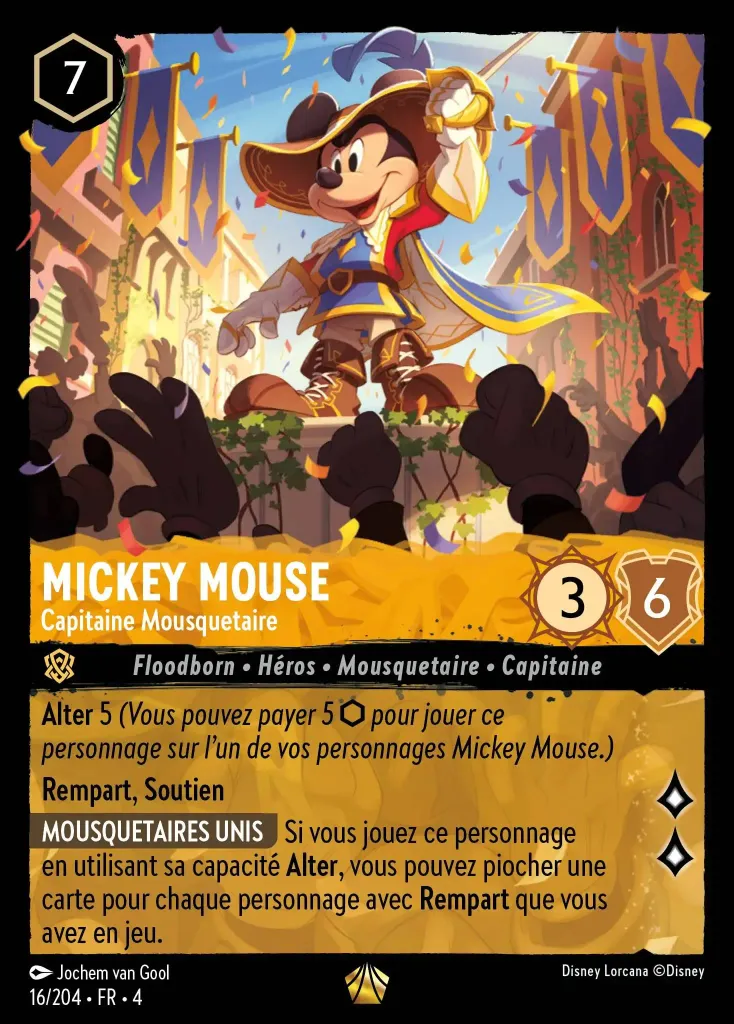 7
MICKEY MOUSE
Capitaine Mousquetaire
3
6
Floodborn • Héros • Mousquetaire • Capitaine
Alter 5 (Vous pouvez payer 5 ⬡ pour jouer ce
personnage sur l'un de vos personnages Mickey Mouse.)
Rempart, Soutien
MOUSQUETAIRES UNIS Si vous jouez ce personnage
en utilisant sa capacité Alter, vous pouvez piocher une
carte pour chaque personnage avec Rempart que vous
avez en jeu.
Jochem van Gool
Disney Lorcana ©Disney
16/204 • FR • 4